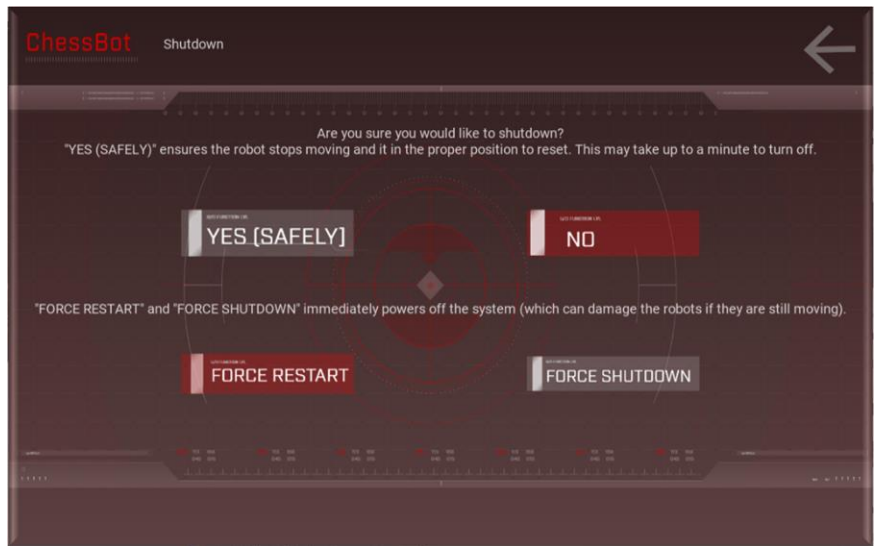 ChessBot
Shutdown
Are you sure you would like to shutdown?
"YES (SAFELY)" ensures the robot stops moving and it in the proper position to reset. This may take up to a minute to turn off.
YES [SAFELY]
NO
"FORCE RESTART" and "FORCE SHUTDOWN" immediately powers off the system (which can damage the robots if they are still moving).
FORCE RESTART
FORCE SHUTDOWN